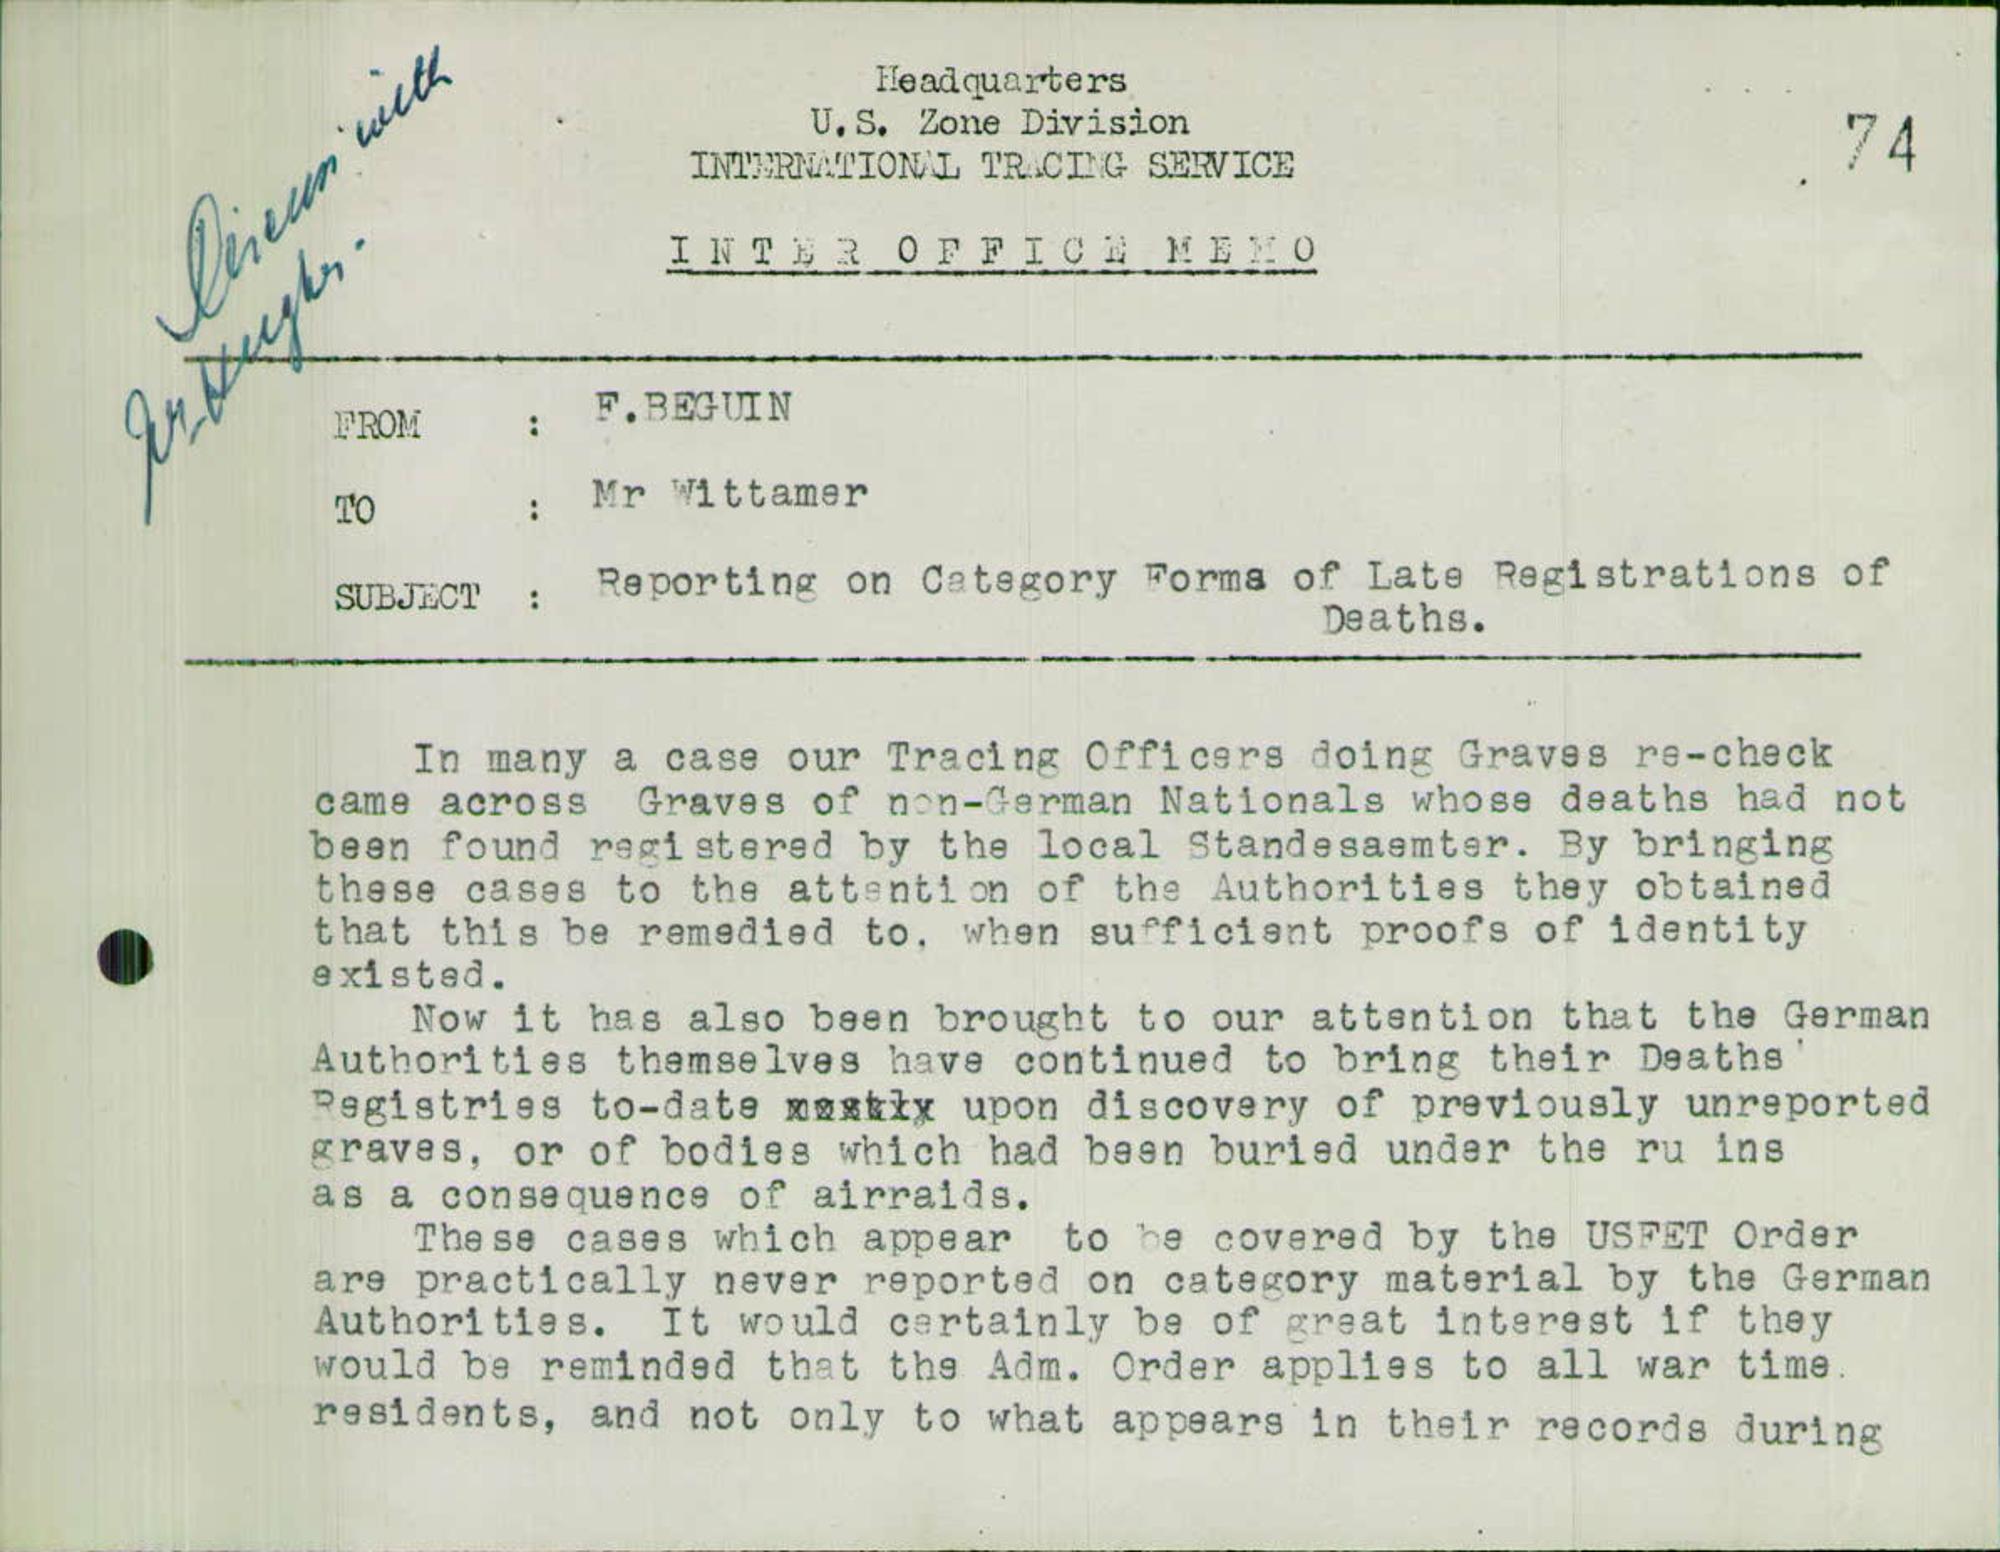 Discuss with
Mr. Hughes.
74
Headquarters
U.S. Zone Division
INTERNATIONAL TRACING SERVICE
INTER OFFICE MEMO
FROM : F.BEGUIN
TO : Mr Wittamer
SUBJECT : Reporting on Category Forms of Late Registrations of
Deaths.
In many a case our Tracing Officers doing Graves re-check
came across Graves of non-German Nationals whose deaths had not
been found registered by the local Standesaemter. By bringing
these cases to the attention of the Authorities they obtained
that this be remedied to, when sufficient proofs of identity
existed.
Now it has also been brought to our attention that the German
Authorities themselves have continued to bring their Deaths'
Registries to-date upon discovery of previously unreported
graves, or of bodies which had been buried under the ru ins
as a consequence of airraids.
These cases which appear to be covered by the USFET Order
are practically never reported on category material by the German
Authorities. It would certainly be of great interest if they
would be reminded that the Adm. Order applies to all war time.
residents, and not only to what appears in their records during